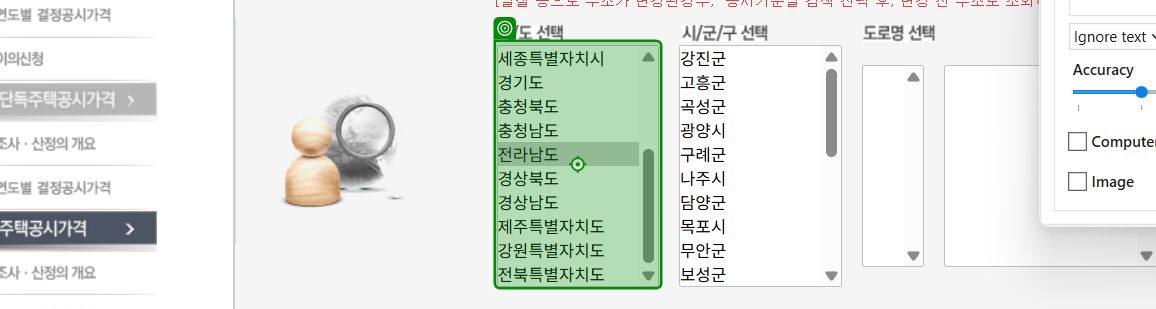 연도별 결정공시가격
이의신청
단독주택공시가격
조사 · 산정의 개요
연도별 결정공시가격
주택공시가격
조사 · 산정의 개요
/도 선택
세종특별자치시
경기도
충청북도
충청남도
전라남도
경상북도
경상남도
제주특별자치도
강원특별자치도
전북특별자치도
시/군/구 선택
강진군
고흥군
곡성군
광양시
구례군
나주시
담양군
목포시
무안군
보성군
도로명 선택
Ignore text
Accuracy
Computer
Image